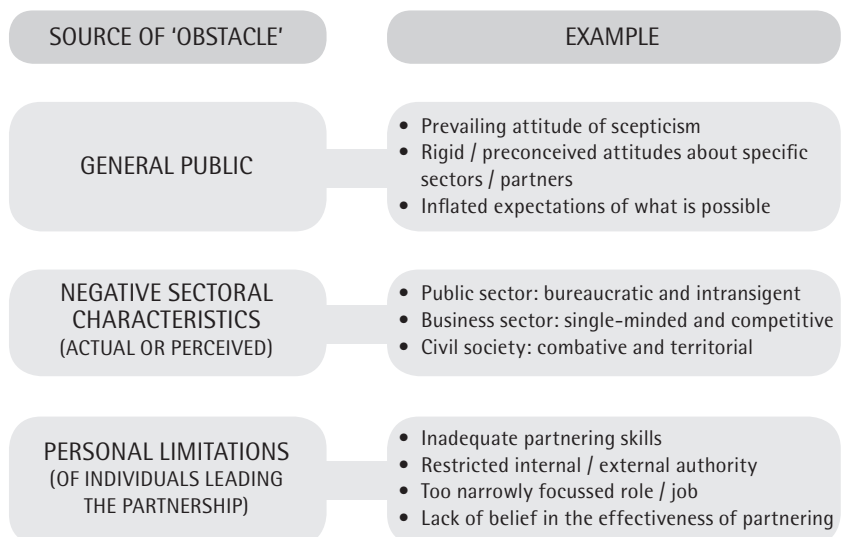 SOURCE OF ‘OBSTACLE’
EXAMPLE
GENERAL PUBLIC
• Prevailing attitude of scepticism
• Rigid / preconceived attitudes about specific
sectors / partners
• Inflated expectations of what is possible
NEGATIVE SECTORAL
CHARACTERISTICS
(ACTUAL OR PERCEIVED)
• Public sector: bureaucratic and intransigent
• Business sector: single-minded and competitive
• Civil society: combative and territorial
PERSONAL LIMITATIONS
(OF INDIVIDUALS LEADING
THE PARTNERSHIP)
• Inadequate partnering skills
• Restricted internal / external authority
• Too narrowly focussed role / job
• Lack of belief in the effectiveness of partnering